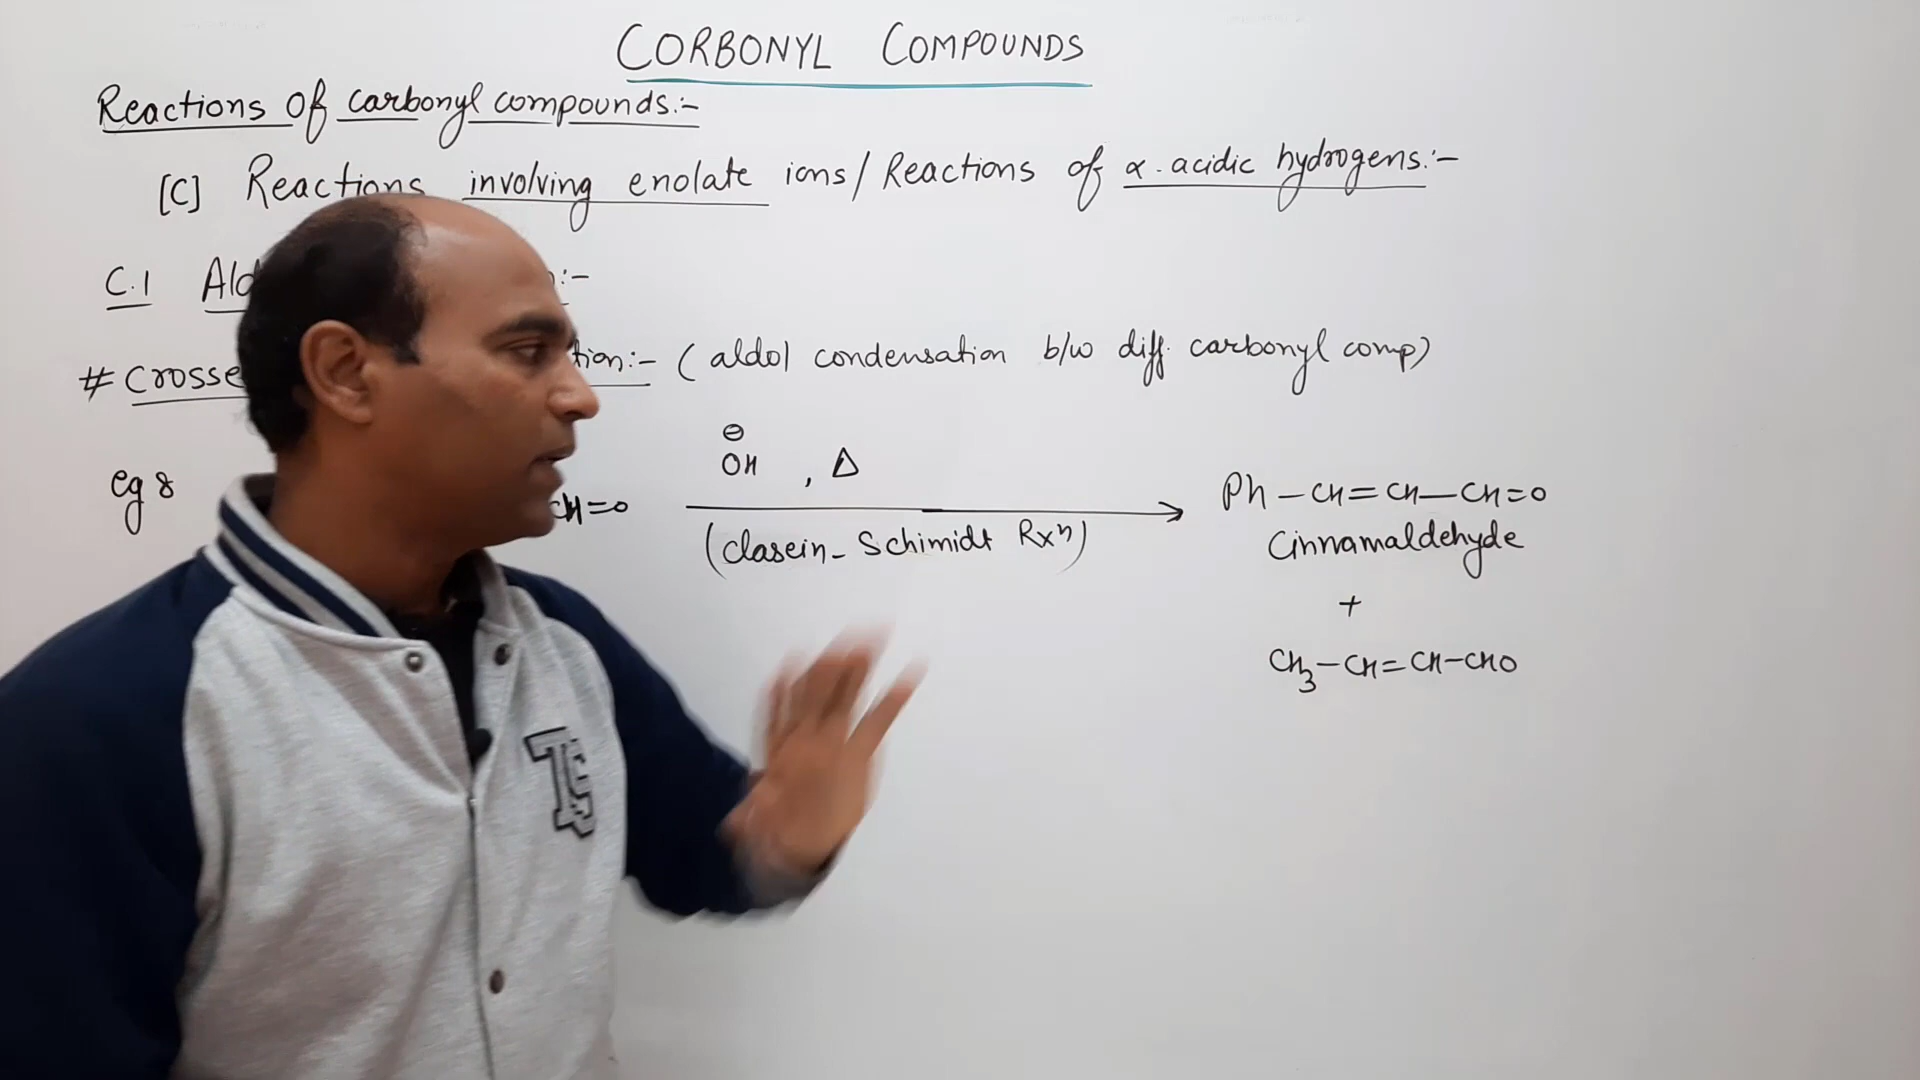 CORBONYL COMPOUNDS
Reactions Of carbonyl compounds:-
[C] Reactions involving enolate ions/Reactions of α.acidic hydrogens:-
C.1 Ald :-
# Crosse tion:- (aldol condensation b/w diff. carbonyl comp)
⊖
OH , Δ
eg 8 CH=O
(Clasein-Schimidt Rxⁿ)
Ph-CH=CH-CH=O
Cinnamaldehyde
+
CH₃-CH=CH-CHO
TS